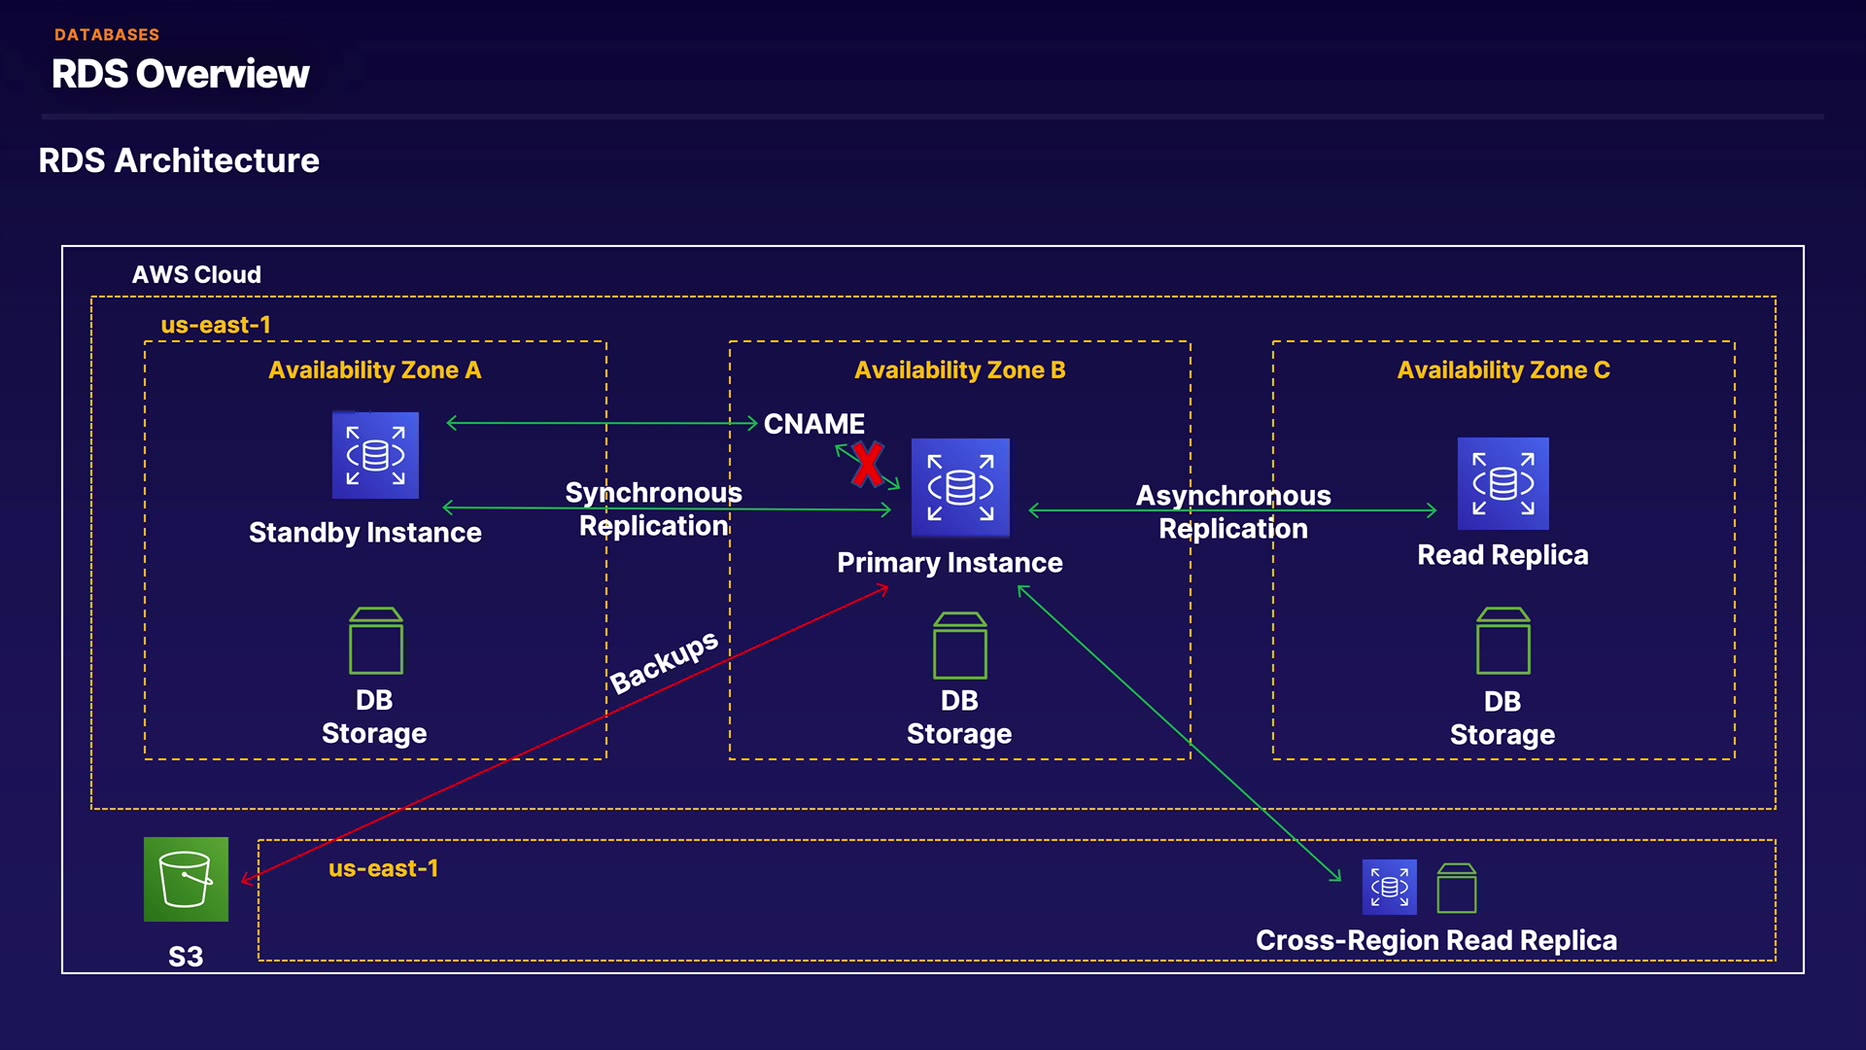 DATABASES
RDS Overview
RDS Architecture
AWS Cloud
us-east-1
Availability Zone A
Availability Zone B
Availability Zone C
CNAME
X
Synchronous
Replication
Asynchronous
Replication
Standby Instance
Primary Instance
Read Replica
Backups
DB
Storage
DB
Storage
DB
Storage
us-east-1
S3
Cross-Region Read Replica